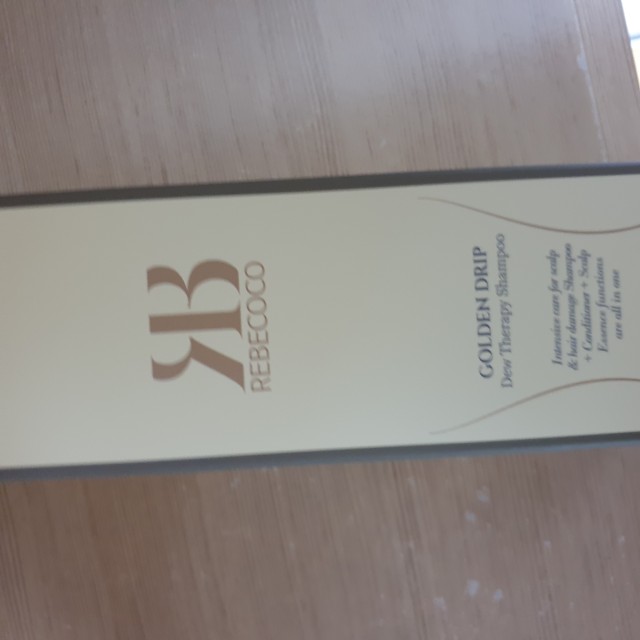 RB
REBECOCO
GOLDEN DRIP
Dew Therapy Shampoo
Intensive care for scalp
& hair damage Shampoo
+ Conditioner + Scalp
Essence functions
are all in one